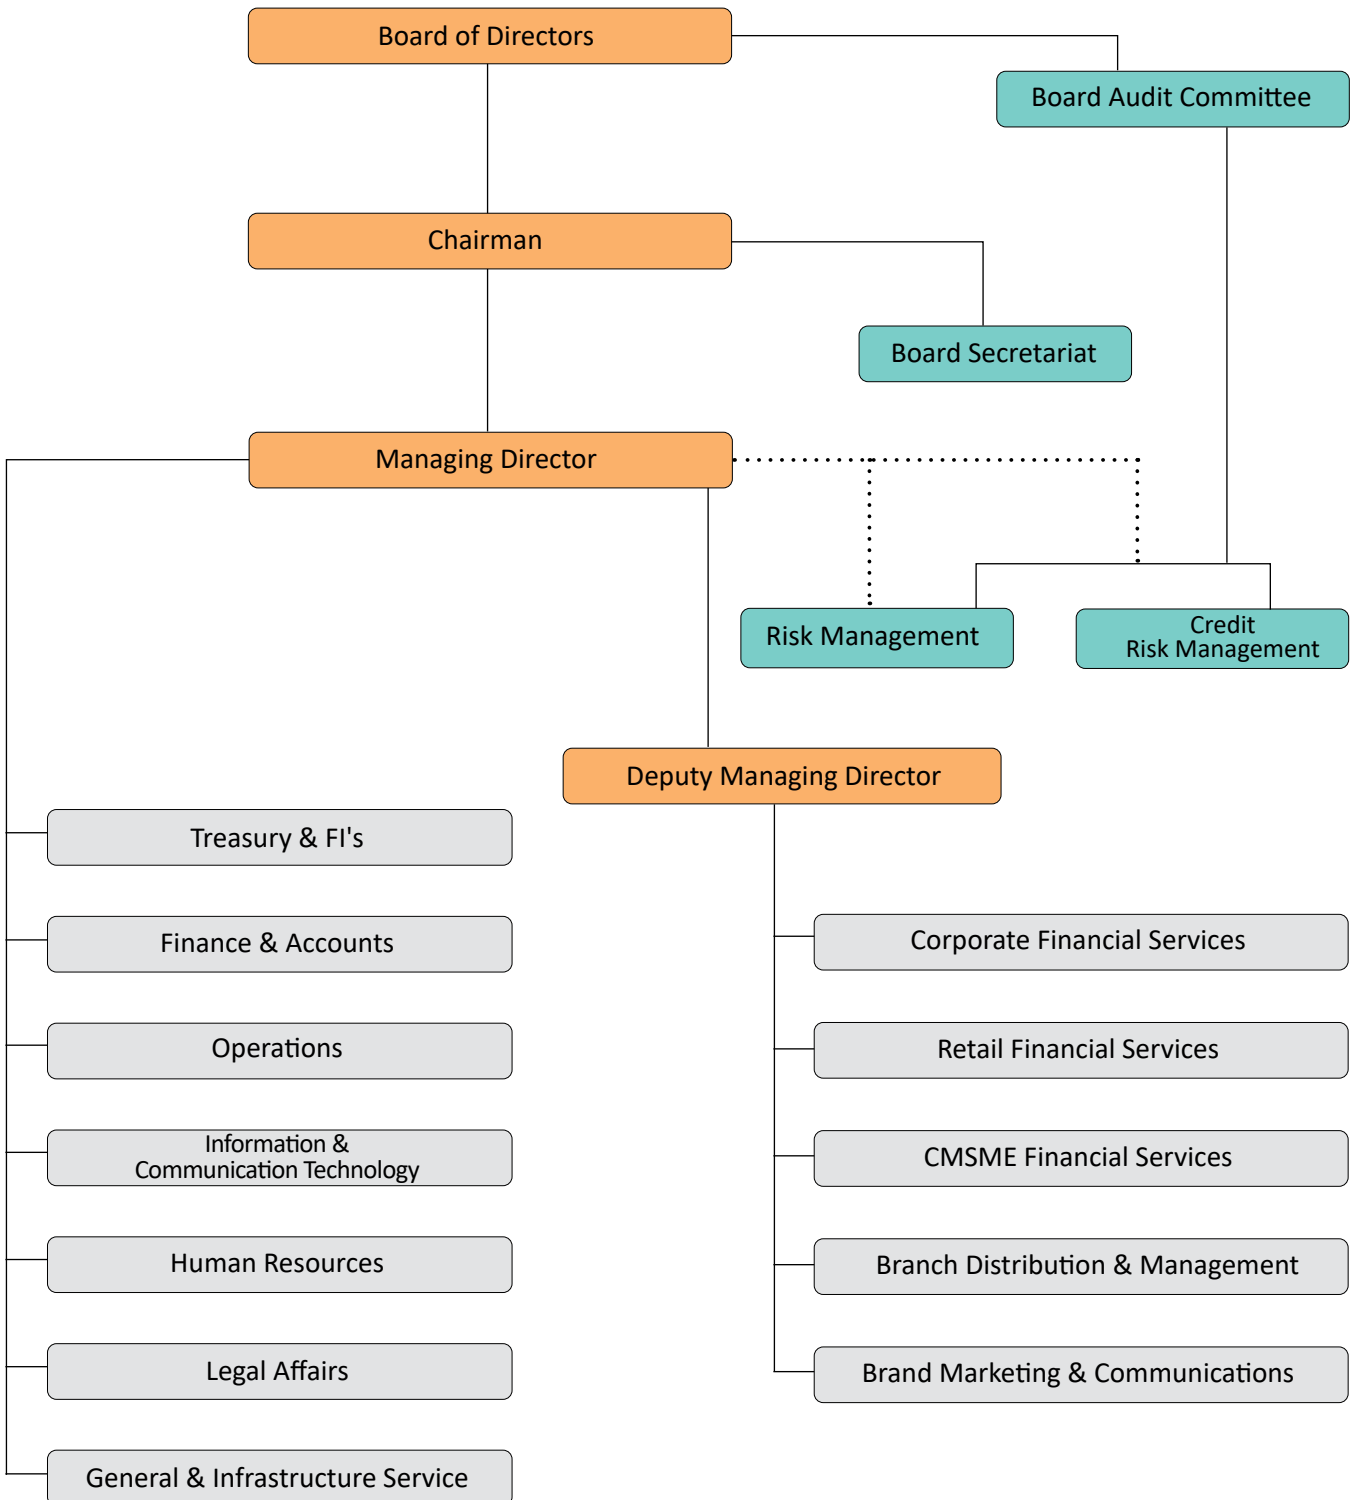 Board of Directors
Board Audit Committee
Chairman
Board Secretariat
Managing Director
Risk Management
Credit
Risk Management
Deputy Managing Director
Treasury & FI's
Finance & Accounts
Operations
Information &
Communication Technology
Human Resources
Legal Affairs
General & Infrastructure Service
Corporate Financial Services
Retail Financial Services
CMSME Financial Services
Branch Distribution & Management
Brand Marketing & Communications